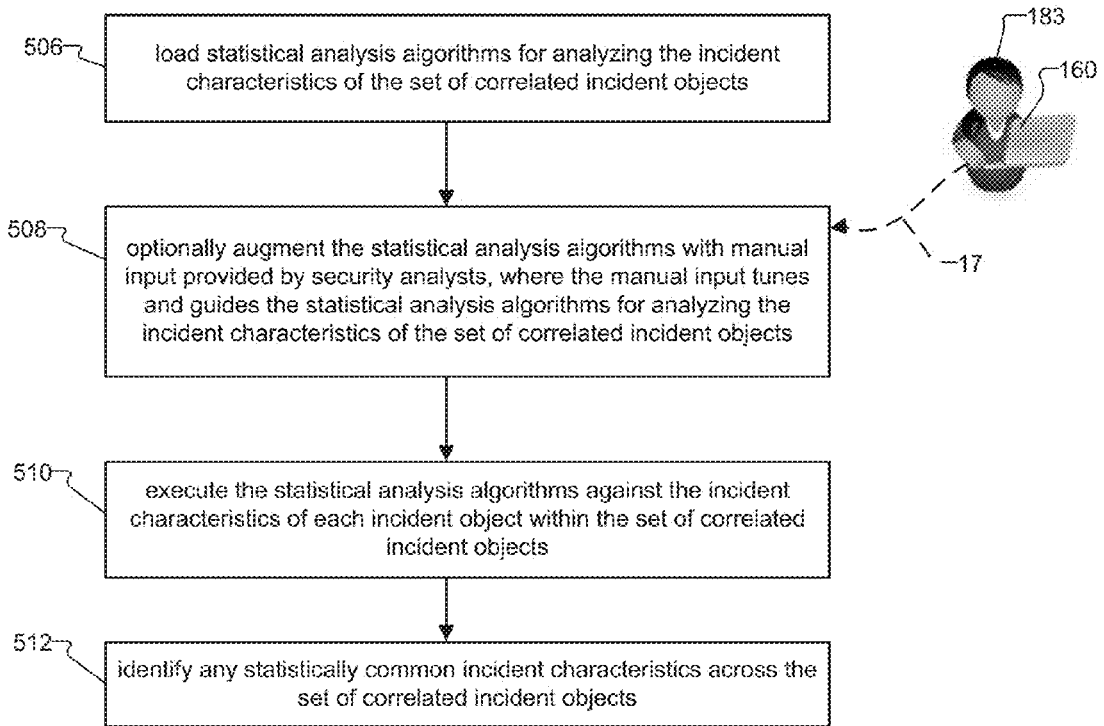 506
load statistical analysis algorithms for analyzing the incident
characteristics of the set of correlated incident objects
183
160
508
optionally augment the statistical analysis algorithms with manual
input provided by security analysts, where the manual input tunes
and guides the statistical analysis algorithms for analyzing the
incident characteristics of the set of correlated incident objects
17
510
execute the statistical analysis algorithms against the incident
characteristics of each incident object within the set of correlated
incident objects
512
identify any statistically common incident characteristics across the
set of correlated incident objects